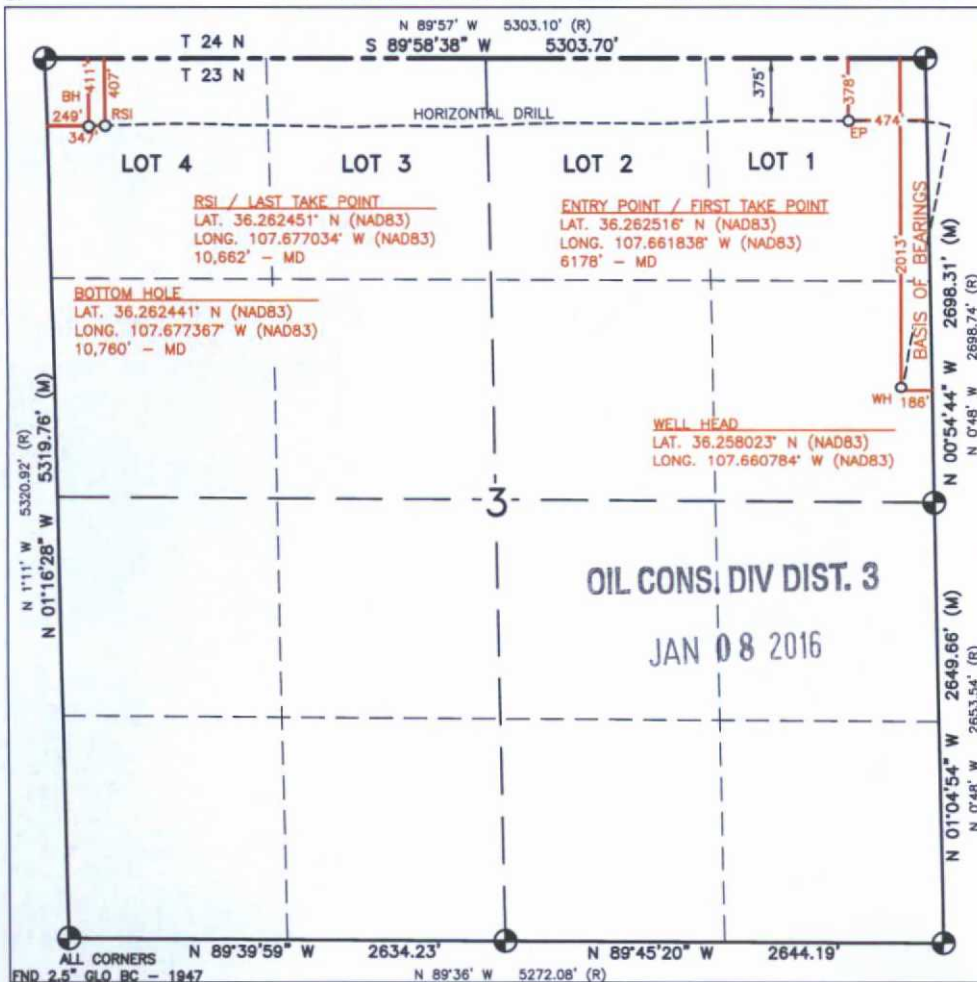 N 89°57' W 5303.10' (R)
T 24 N S 89°58'38" W 5303.70'
T 23 N
411'
407'
375'
378'
BH
249'
RSI
347'
HORIZONTAL DRILL
474'
EP
LOT 4 LOT 3 LOT 2 LOT 1
RSI / LAST TAKE POINT
LAT. 36.262451° N (NAD83)
LONG. 107.677034° W (NAD83)
10,662' - MD
ENTRY POINT / FIRST TAKE POINT
LAT. 36.262516° N (NAD83)
LONG. 107.661838° W (NAD83)
6178' - MD
2013'
BASIS OF BEARINGS
N 00°54'44" W 2698.31' (M)
N 0°48' W 2698.74' (R)
BOTTOM HOLE
LAT. 36.262441° N (NAD83)
LONG. 107.677367° W (NAD83)
10,760' - MD
WH 186'
WELL HEAD
LAT. 36.258023° N (NAD83)
LONG. 107.660784° W (NAD83)
N 1°11' W 5320.92' (R)
N 01°16'28" W 5319.76' (M)
3
OIL CONS. DIV DIST. 3
JAN 08 2016
N 01°04'54" W 2649.66' (M)
N 0°48' W 2653.54' (R)
ALL CORNERS
FND 2.5" GLO BC - 1947
N 89°39'59" W 2634.23' N 89°45'20" W 2644.19'
N 89°36' W 5272.08' (R)